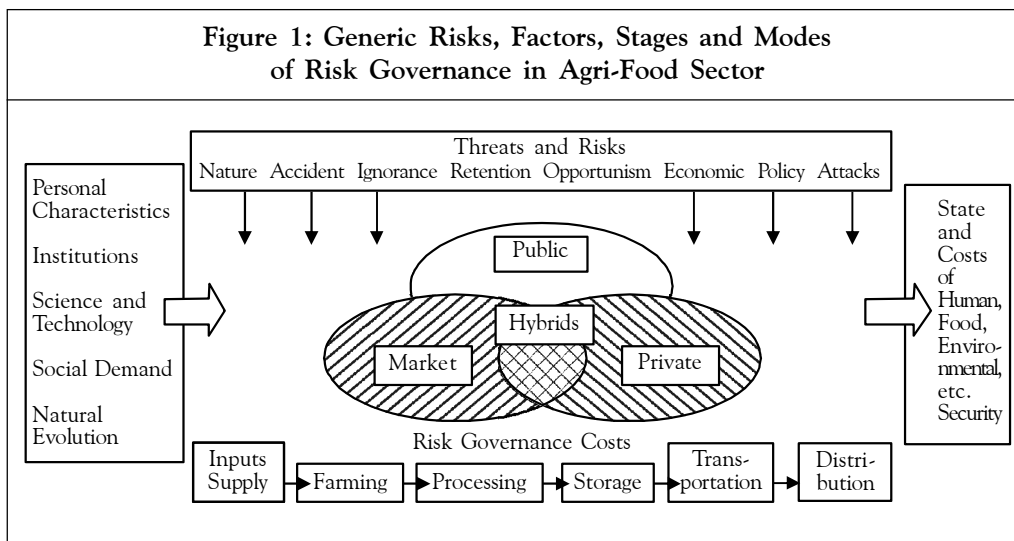 Figure 1: Generic Risks, Factors, Stages and Modes
of Risk Governance in Agri-Food Sector
Threats and Risks
Nature Accident Ignorance Retention Opportunism Economic Policy Attacks
Personal
Characteristics
Institutions
Science and
Technology
Social Demand
Natural
Evolution
Public
Hybrids
Market
Private
State
and
Costs
of
Human,
Food,
Enviro-
nmental,
etc.
Security
Risk Governance Costs
Inputs
Supply
Farming
Processing
Storage
Trans-
portation
Distri-
bution